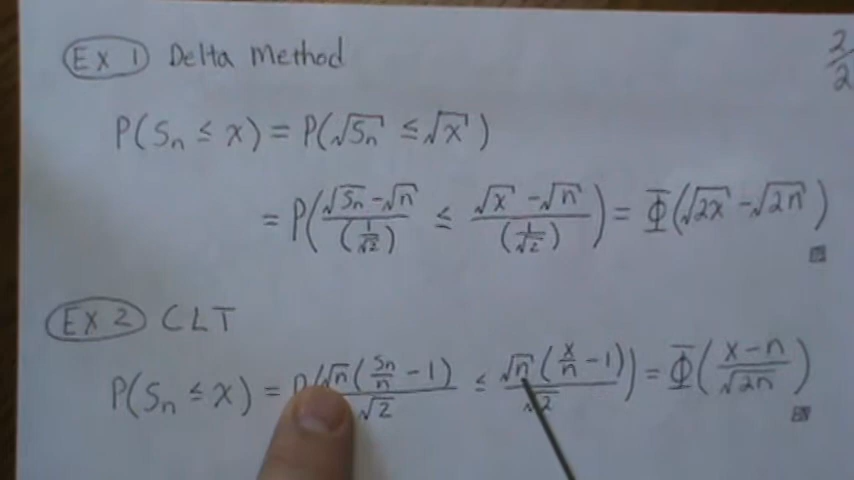 2/2
Ex 1 Delta Method
P(Sn ≤ x) = P(√Sn ≤ √x)
= P((√Sn - √n)/(1/√2) ≤ (√x - √n)/(1/√2)) = Φ(√2x - √2n)
Ex 2 CLT
P(Sn ≤ x) = P(√n(Sn/n - 1)/√2 ≤ √n(x/n - 1)/√2) = Φ((x - n)/√2n)